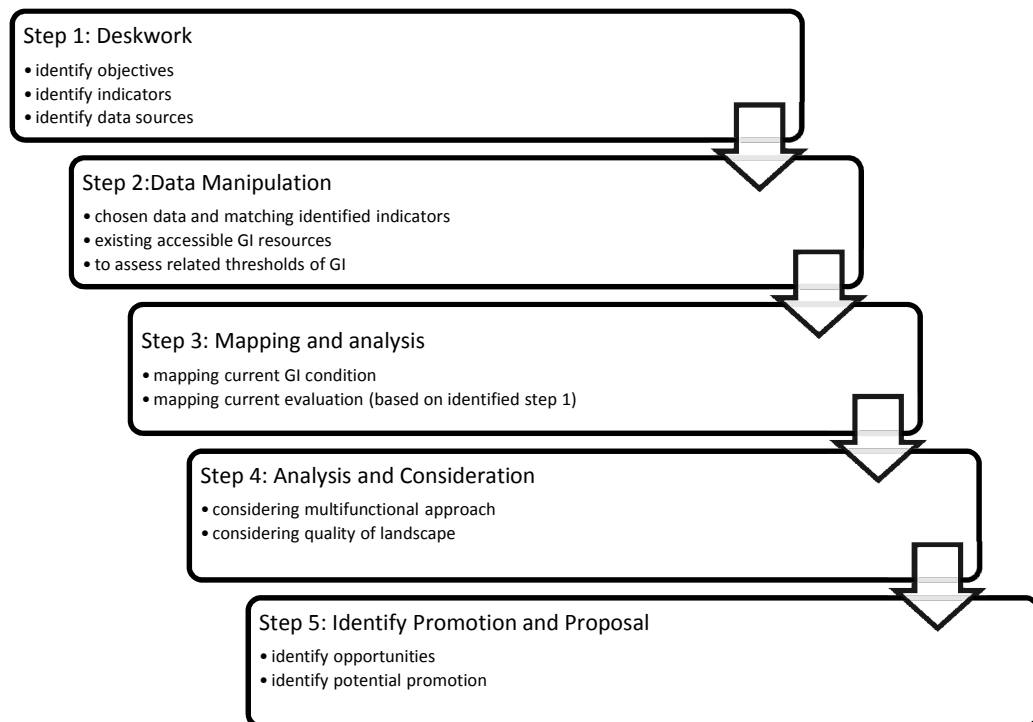 Step 1: Deskwork
• identify objectives
• identify indicators
• identify data sources
Step 2:Data Manipulation
• chosen data and matching identified indicators
• existing accessible GI resources
• to assess related thresholds of GI
Step 3: Mapping and analysis
• mapping current GI condition
• mapping current evaluation (based on identified step 1)
Step 4: Analysis and Consideration
• considering multifunctional approach
• considering quality of landscape
Step 5: Identify Promotion and Proposal
• identify opportunities
• identify potential promotion